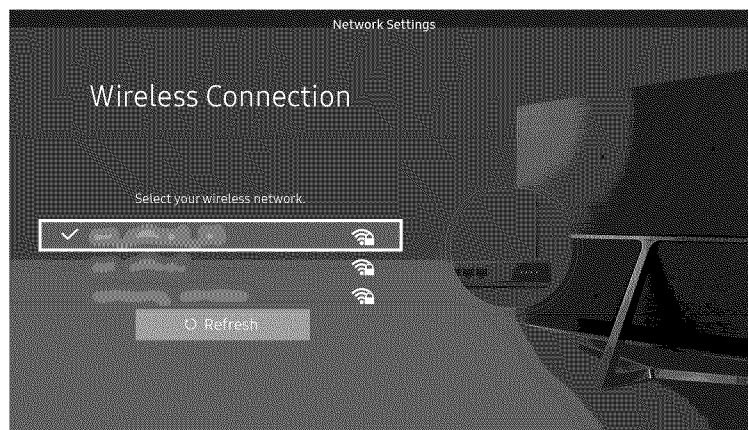 Network Settings
Wireless Connection
Select your wireless network.
Refresh